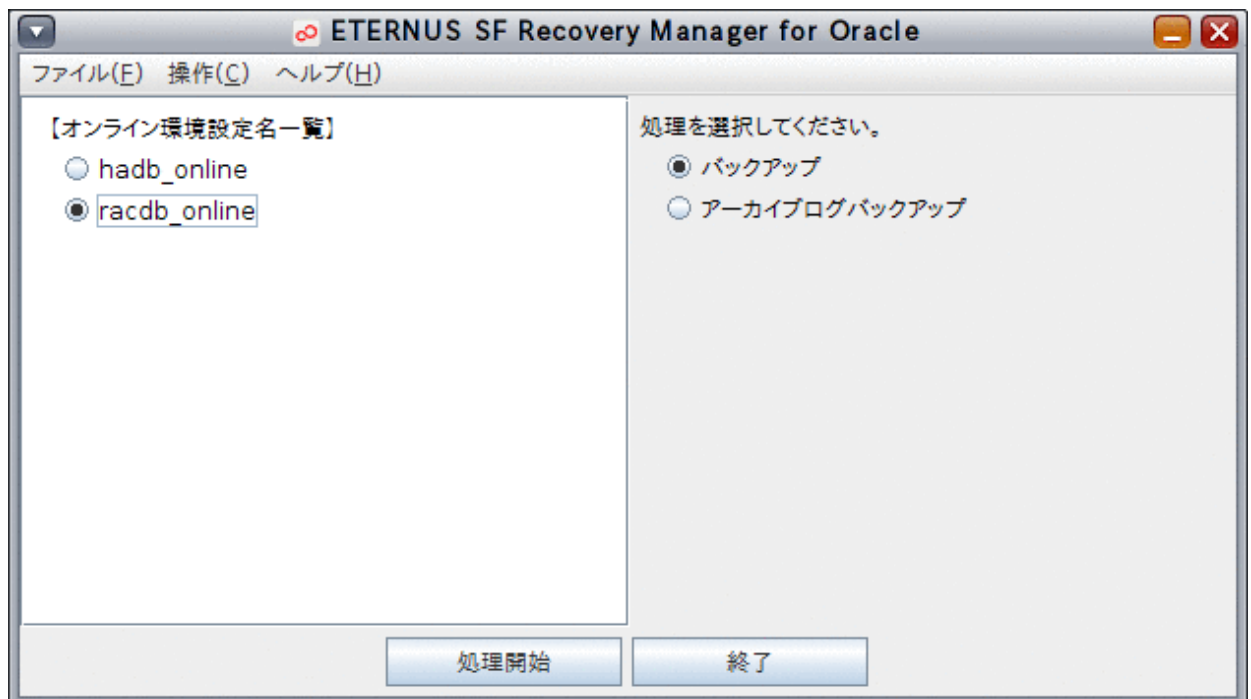 ETERNUS SF Recovery Manager for Oracle
ファイル(F) 操作(C) ヘルプ(H)
【オンライン環境設定名一覧】
hadb_online
racdb_online
処理を選択してください。
バックアップ
アーカイブログバックアップ
処理開始 終了